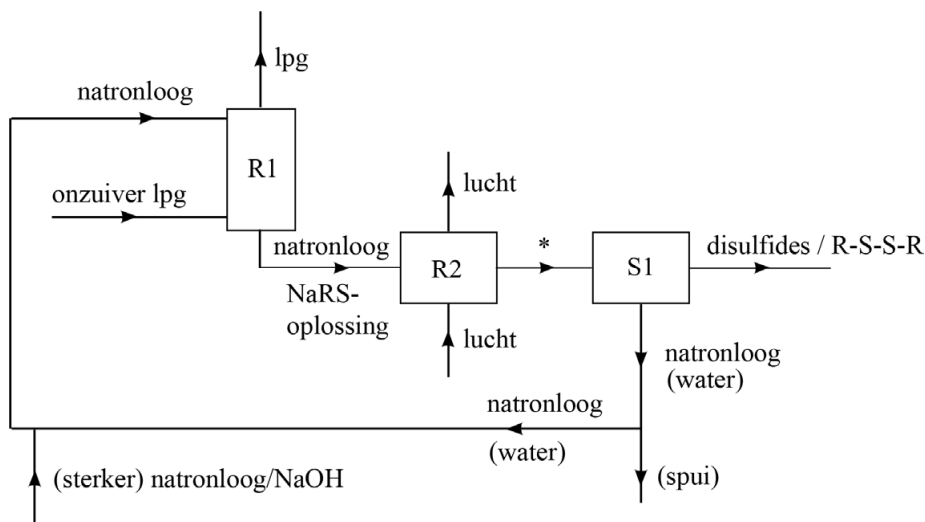 lpg
natronloog
R1
onzuiver lpg
lucht
natronloog
NaRS-
oplossing
R2
*
S1
disulfides / R-S-S-R
lucht
natronloog
(water)
natronloog
(water)
(sterker) natronloog/NaOH
(spui)